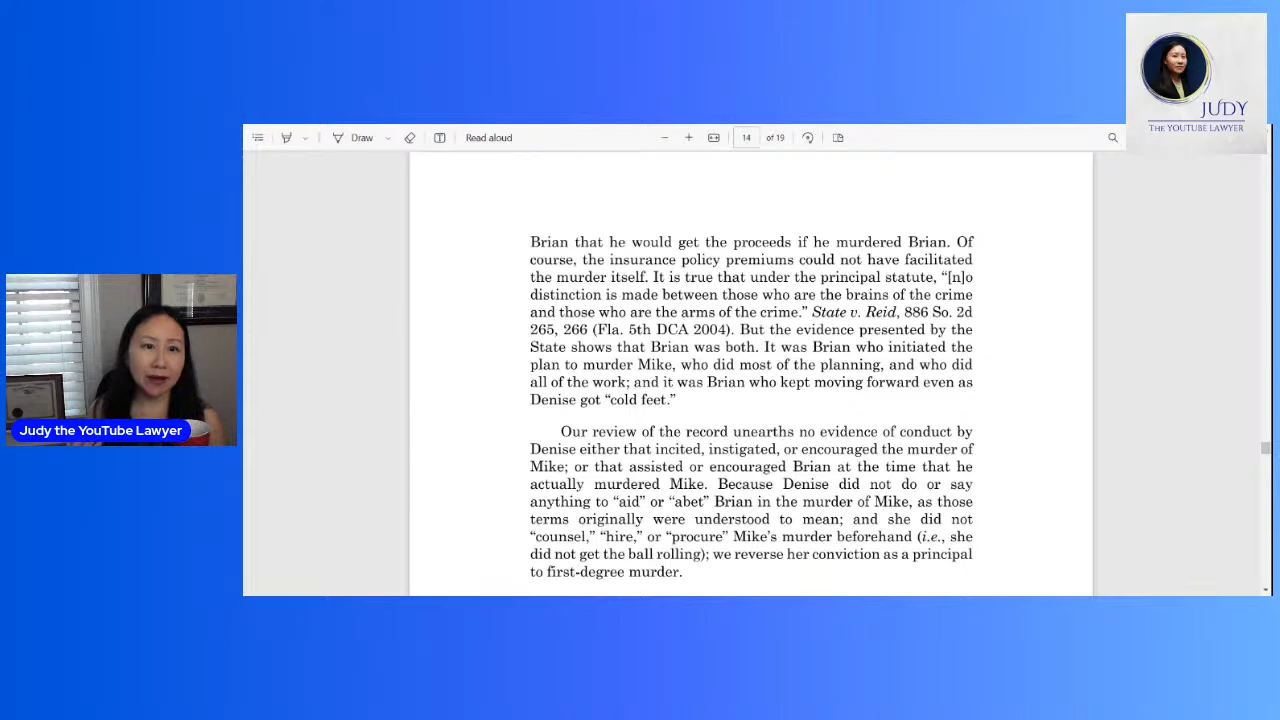 JUDY
THE YOUTUBE LAWYER
Draw
Read aloud
14 of 19
Brian that he would get the proceeds if he murdered Brian. Of
course, the insurance policy premiums could not have facilitated
the murder itself. It is true that under the principal statute, “[n]o
distinction is made between those who are the brains of the crime
and those who are the arms of the crime.” State v. Reid, 886 So. 2d
265, 266 (Fla. 5th DCA 2004). But the evidence presented by the
State shows that Brian was both. It was Brian who initiated the
plan to murder Mike, who did most of the planning, and who did
all of the work; and it was Brian who kept moving forward even as
Denise got “cold feet.”
Our review of the record unearths no evidence of conduct by
Denise either that incited, instigated, or encouraged the murder of
Mike; or that assisted or encouraged Brian at the time that he
actually murdered Mike. Because Denise did not do or say
anything to “aid” or “abet” Brian in the murder of Mike, as those
terms originally were understood to mean; and she did not
“counsel,” “hire,” or “procure” Mike’s murder beforehand (i.e., she
did not get the ball rolling); we reverse her conviction as a principal
to first-degree murder.
Judy the YouTube Lawyer